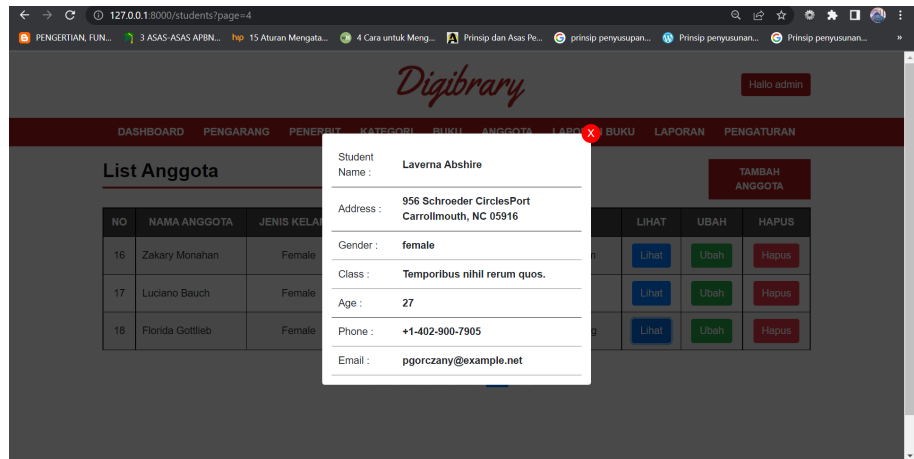 127.0.0.1:8000/students?page=4
PENGERTIAN, FUN... 3 ASAS-ASAS APBN... hip 15 Aturan Mengata... 4 Cara untuk Meng... Prinsip dan Asas Pe... prinsip penyusupan... Prinsip penyusunan... Prinsip penyusunan... »
Digibrary
Hallo admin
DASHBOARD PENGARANG PENERBIT KATEGORI BUKU ANGGOTA LAPORAN BUKU LAPORAN PENGATURAN
X
List Anggota
TAMBAH
ANGGOTA
Student
Name :
Laverna Abshire
Address :
956 Schroeder CirclesPort
Carrollmouth, NC 05916
Gender : female
Class : Temporibus nihil rerum quos.
Age : 27
Phone : +1-402-900-7905
Email : pgorczany@example.net
NO NAMA ANGGOTA LIHAT UBAH HAPUS
16 Zakary Monahan Female Lihat Ubah Hapus
17 Luciano Bauch Female Lihat Ubah Hapus
18 Florida Gottlieb Female Lihat Ubah Hapus